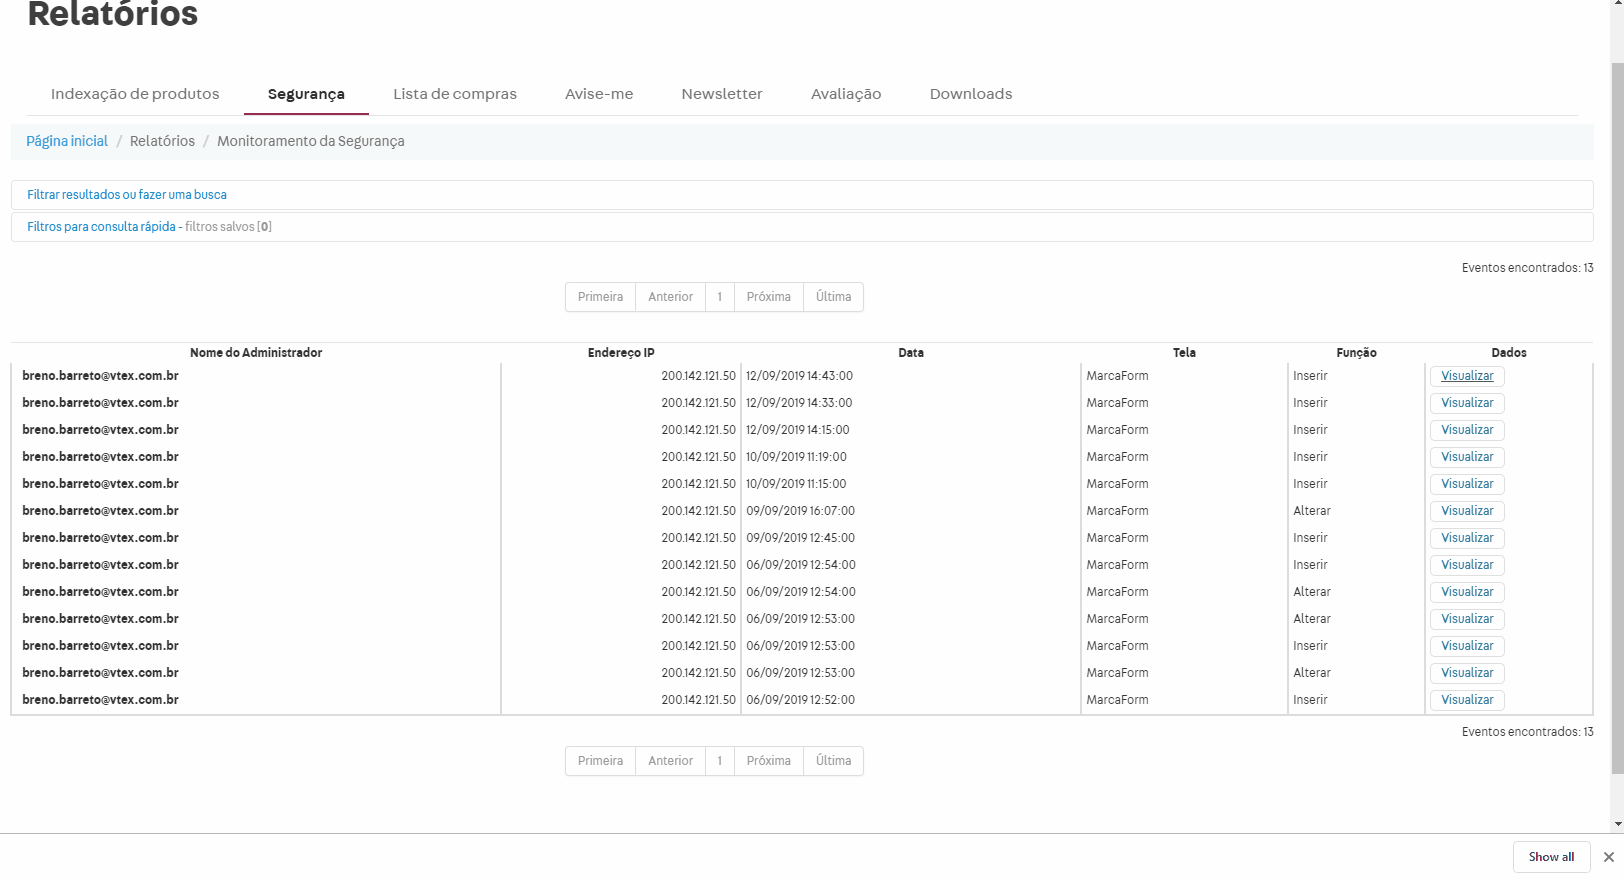 Relatórios
Indexação de produtos Segurança Lista de compras Avise-me Newsletter Avaliação Downloads
Página inicial / Relatórios / Monitoramento da Segurança
Filtrar resultados ou fazer uma busca
Filtros para consulta rápida - filtros salvos [0]
Eventos encontrados: 13
Primeira Anterior 1 Próxima Última
Nome do Administrador Endereço IP Data Tela Função Dados
breno.barreto@vtex.com.br 200.142.121.50 12/09/2019 14:43:00 MarcaForm Inserir Visualizar
breno.barreto@vtex.com.br 200.142.121.50 12/09/2019 14:33:00 MarcaForm Inserir Visualizar
breno.barreto@vtex.com.br 200.142.121.50 12/09/2019 14:15:00 MarcaForm Inserir Visualizar
breno.barreto@vtex.com.br 200.142.121.50 10/09/2019 11:19:00 MarcaForm Inserir Visualizar
breno.barreto@vtex.com.br 200.142.121.50 10/09/2019 11:15:00 MarcaForm Inserir Visualizar
breno.barreto@vtex.com.br 200.142.121.50 09/09/2019 16:07:00 MarcaForm Alterar Visualizar
breno.barreto@vtex.com.br 200.142.121.50 09/09/2019 12:45:00 MarcaForm Inserir Visualizar
breno.barreto@vtex.com.br 200.142.121.50 06/09/2019 12:54:00 MarcaForm Inserir Visualizar
breno.barreto@vtex.com.br 200.142.121.50 06/09/2019 12:54:00 MarcaForm Alterar Visualizar
breno.barreto@vtex.com.br 200.142.121.50 06/09/2019 12:53:00 MarcaForm Alterar Visualizar
breno.barreto@vtex.com.br 200.142.121.50 06/09/2019 12:53:00 MarcaForm Inserir Visualizar
breno.barreto@vtex.com.br 200.142.121.50 06/09/2019 12:53:00 MarcaForm Alterar Visualizar
breno.barreto@vtex.com.br 200.142.121.50 06/09/2019 12:52:00 MarcaForm Inserir Visualizar
Eventos encontrados: 13
Primeira Anterior 1 Próxima Última
Show all